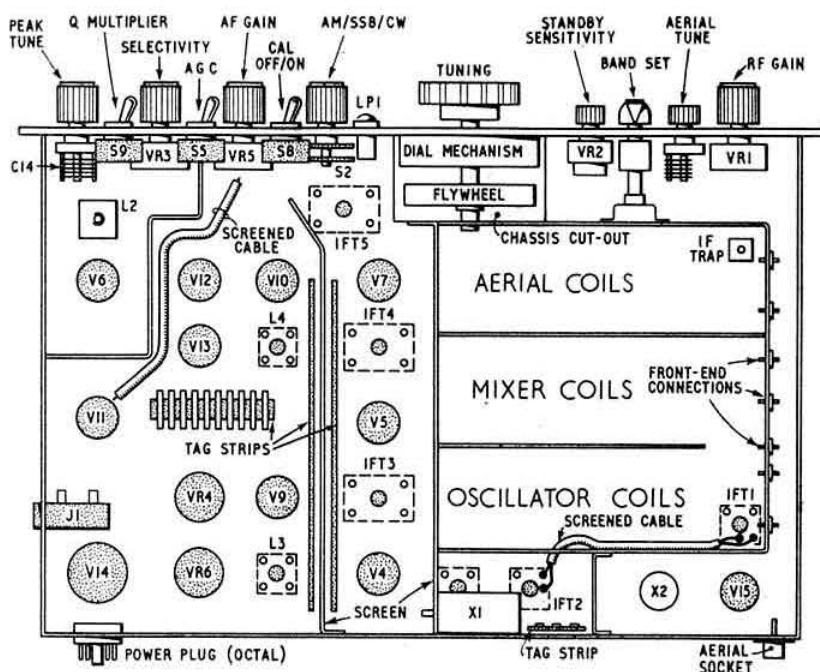 PEAK
TUNE
Q MULTIPLIER
SELECTIVITY
AGC
AF GAIN
CAL
OFF/ON
AM/SSB/CW
LP1
TUNING
STANDBY
SENSITIVITY
BAND SET
AERIAL
TUNE
RF GAIN
C14
S9
VR3
S5
VR5
S8
S2
DIAL MECHANISM
FLYWHEEL
VR2
VR1
L2
SCREENED
CABLE
IFT5
CHASSIS CUT-OUT
IF
TRAP
V6
V12
V10
V7
AERIAL COILS
L4
IFT4
V13
MIXER COILS
FRONT-END
CONNECTIONS
V11
TAG STRIPS
V5
IFT3
OSCILLATOR COILS
IFT1
SCREENED CABLE
J1
VR4
V9
L3
V14
VR6
V4
SCREEN
X1
IFT2
X2
V15
POWER PLUG (OCTAL)
TAG STRIP
AERIAL
SOCKET